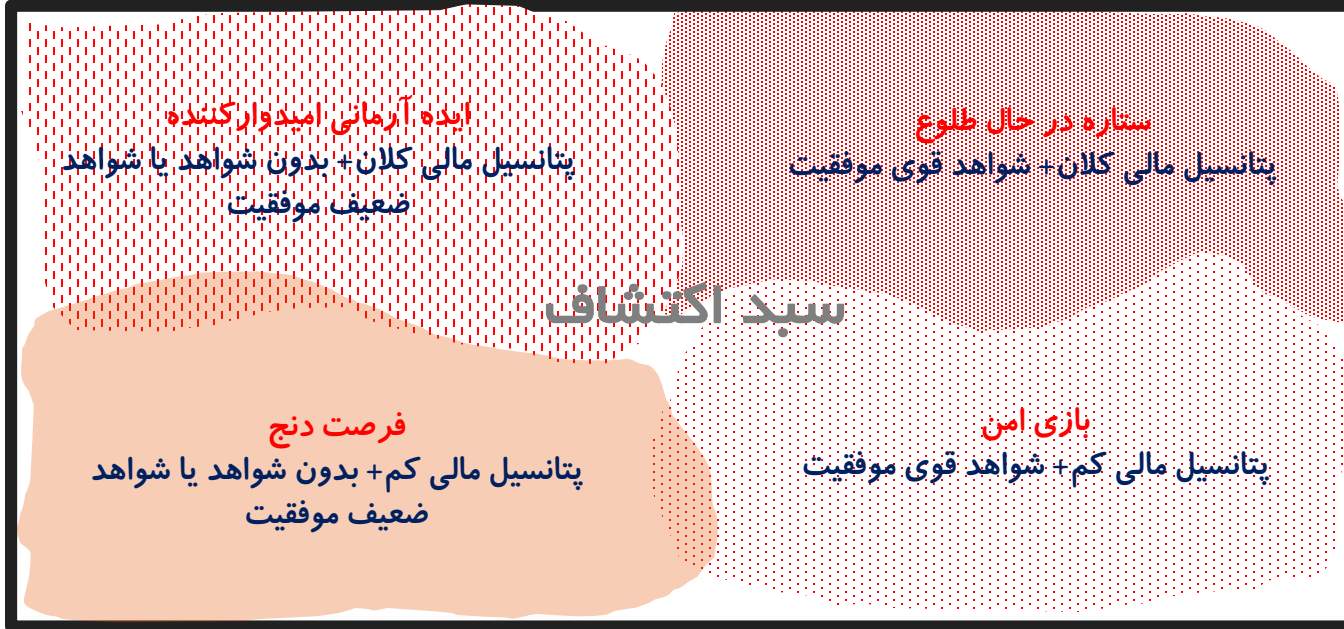 ستاره در حال طلوع
پتانسیل مالی کلان+ شواهد قوی موفقیت
ایده آرمانی امیدوارکننده
پتانسیل مالی کلان+ بدون شواهد یا شواهد
ضعیف موفقیت
سبد اکتشاف
بازی امن
پتانسیل مالی کم+ شواهد قوی موفقیت
فرصت دنج
پتانسیل مالی کم+ بدون شواهد یا شواهد
ضعیف موفقیت